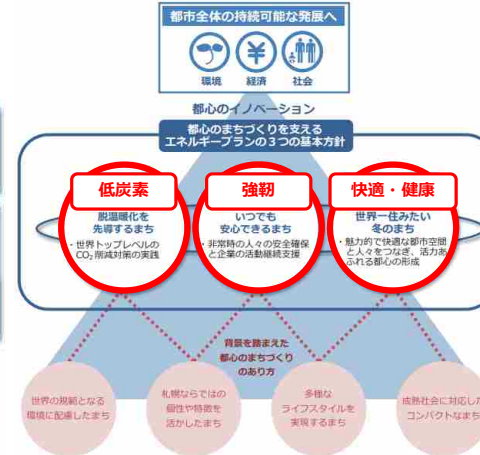 都市全体の持続可能な発展へ
環境 経済 社会
都心のイノベーション
都心のまちづくりを支える
エネルギープランの3つの基本方針
低炭素
脱温暖化を
先導するまち
・世界トップレベルの
CO₂削減対策の実践
強靭
いつでも
安心できるまち
・非常時の人々の安全確保
と企業の活動継続支援
快適・健康
世界一住みたい
冬のまち
・魅力的で快適な都市空間
と人々をつなぎ、活力あ
ふれる都心の形成
背景を踏まえた
都心のまちづくり
のあり方
世界の規範となる
環境に配慮したまち
札幌ならではの
個性や特徴を
活かしたまち
多様な
ライフスタイルを
実現するまち
成熟社会に対応した
コンパクトなまち